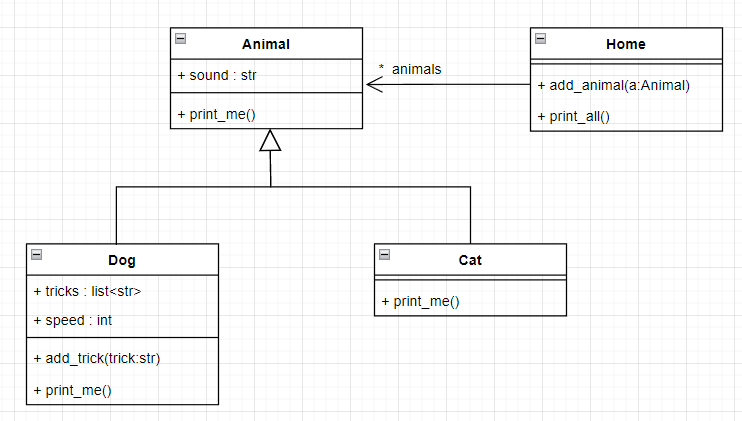 Animal
+ sound : str
+ print_me()
* animals
Home
+ add_animal(a:Animal)
+ print_all()
Dog
+ tricks : list<str>
+ speed : int
+ add_trick(trick:str)
+ print_me()
Cat
+ print_me()